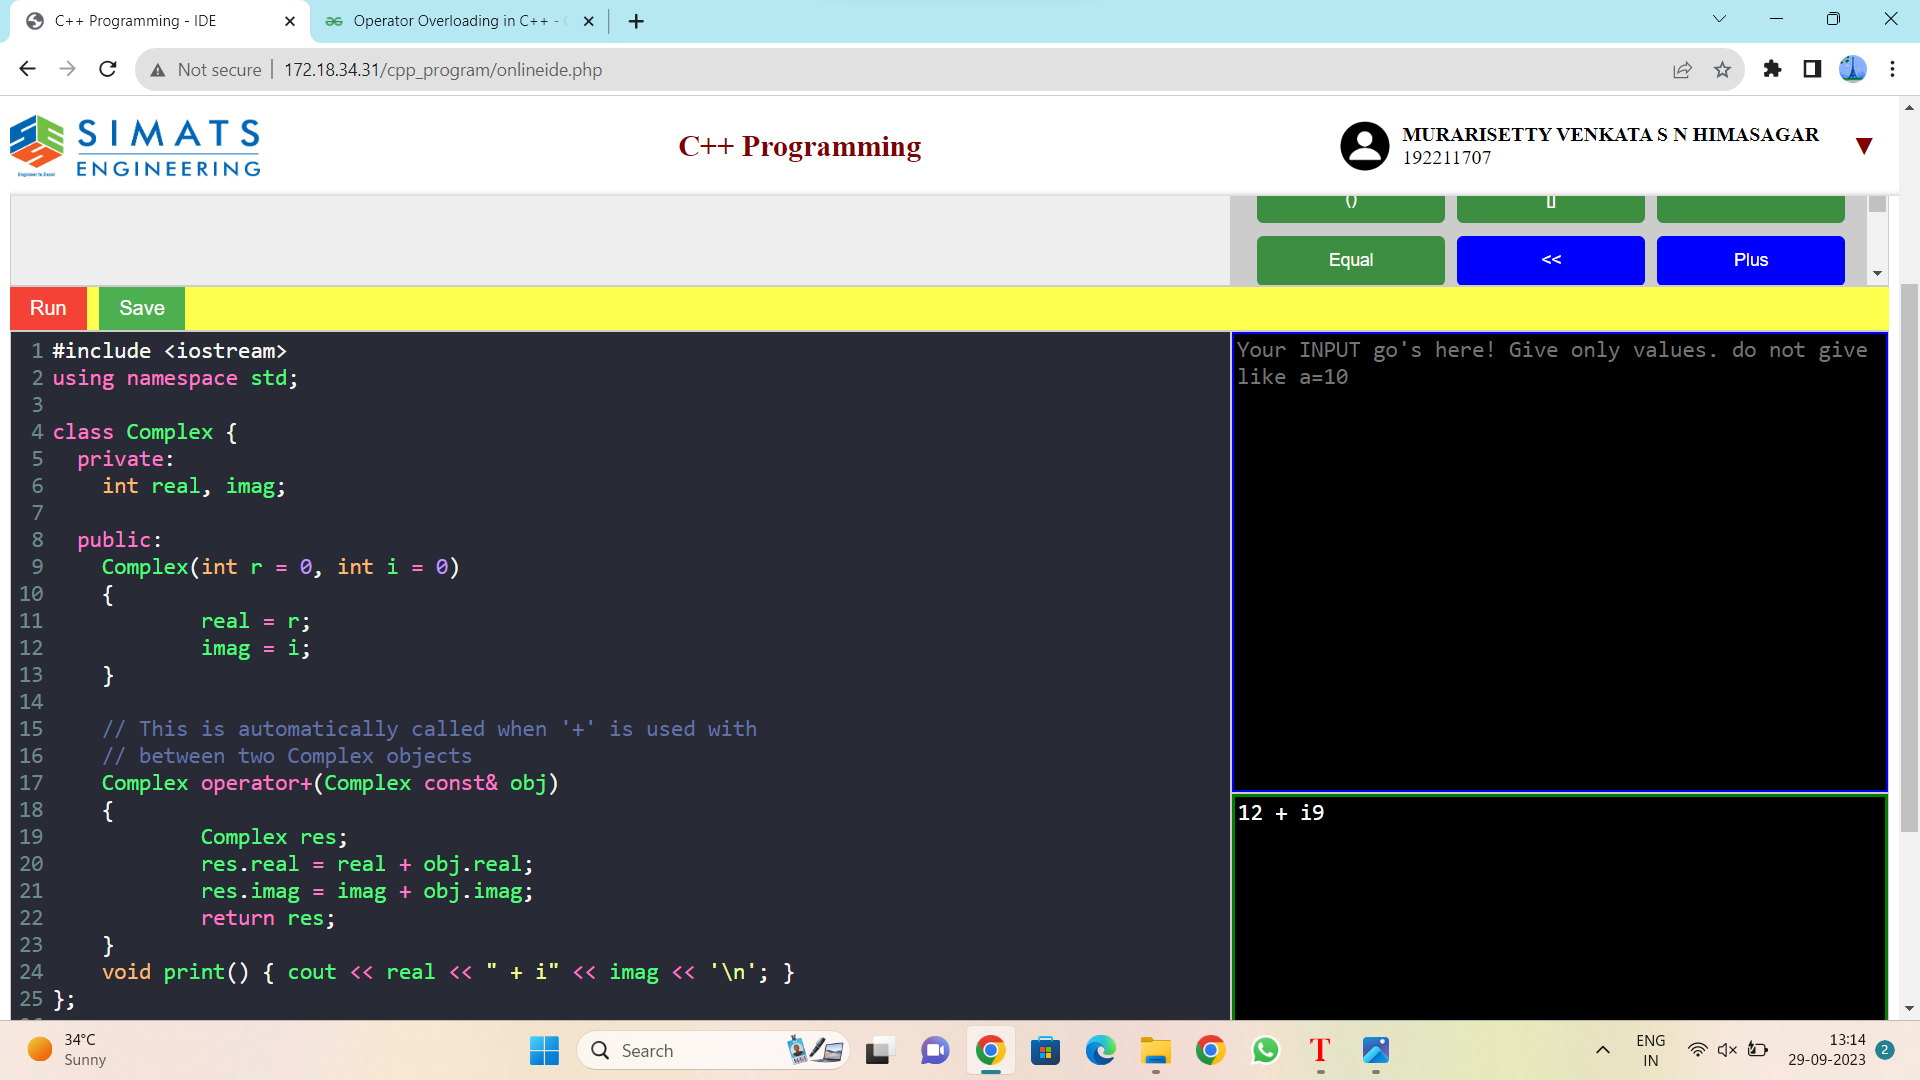 C++ Programming - IDE
Operator Overloading in C++ -
Not secure
172.18.34.31/cpp_program/onlineide.php
SIMATS
ENGINEERING
Engineer to Excel
C++ Programming
MURARISETTY VENKATA S N HIMASAGAR
192211707
()
[]
Equal
<<
Plus
Run
Save
1 #include <iostream>
2 using namespace std;
3
4 class Complex {
5   private:
6     int real, imag;
7
8   public:
9     Complex(int r = 0, int i = 0)
10     {
11             real = r;
12             imag = i;
13     }
14
15     // This is automatically called when '+' is used with
16     // between two Complex objects
17     Complex operator+(Complex const& obj)
18     {
19             Complex res;
20             res.real = real + obj.real;
21             res.imag = imag + obj.imag;
22             return res;
23     }
24     void print() { cout << real << " + i" << imag << '\n'; }
25 };
Your INPUT go's here! Give only values. do not give
like a=10
12 + i9
34°C
Sunny
Search
T
ENG
IN
13:14
29-09-2023
2